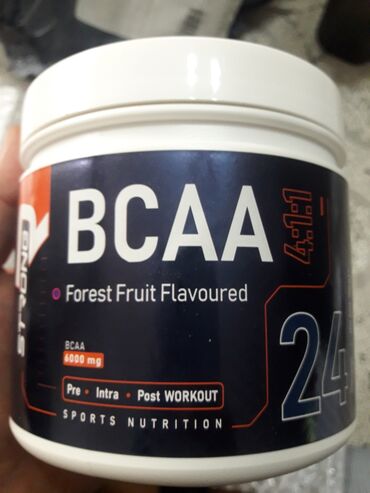 STRONG
BCAA
4:1:1
Forest Fruit Flavoured
BCAA
6000 mg
Pre • Intra • Post WORKOUT
24
SPORTS NUTRITION